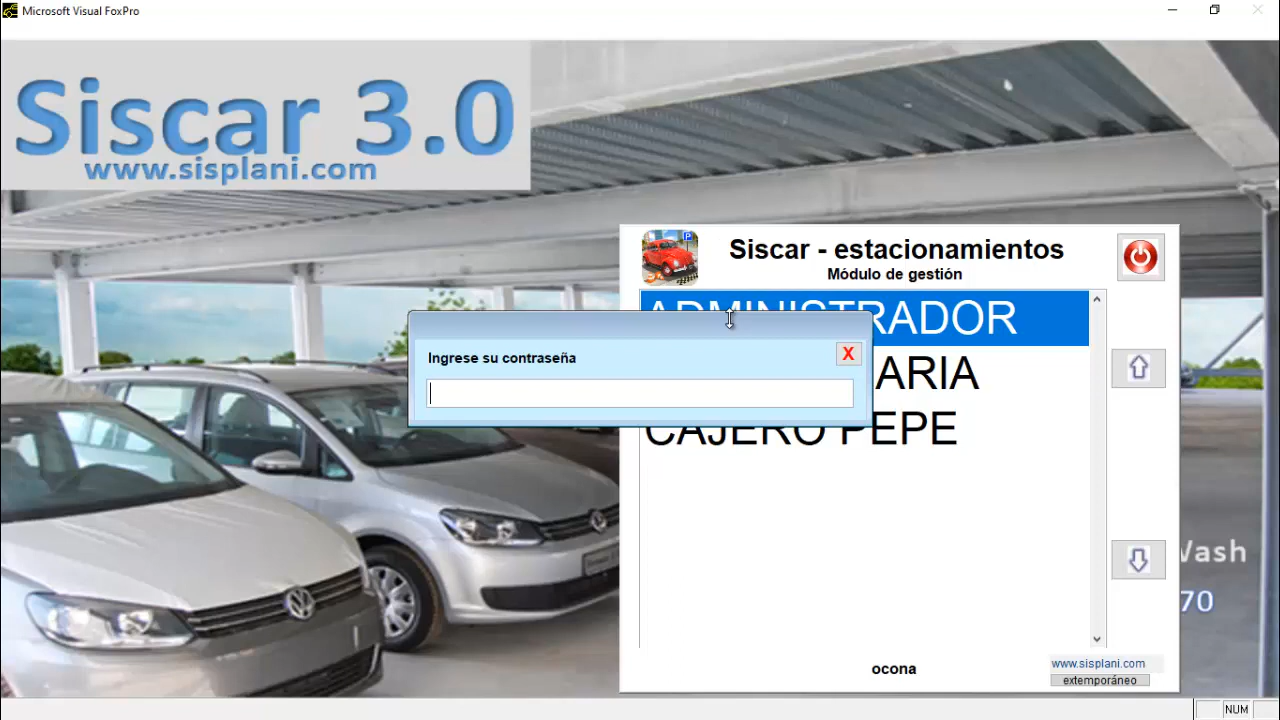 Microsoft Visual FoxPro
Siscar 3.0
www.sisplani.com
Siscar - estacionamientos
Módulo de gestión
ADMINISTRADOR
Ingrese su contraseña
X
ARIA
CAJERO PEPE
Wash
70
ocona
www.sisplani.com
extemporáneo
NUM